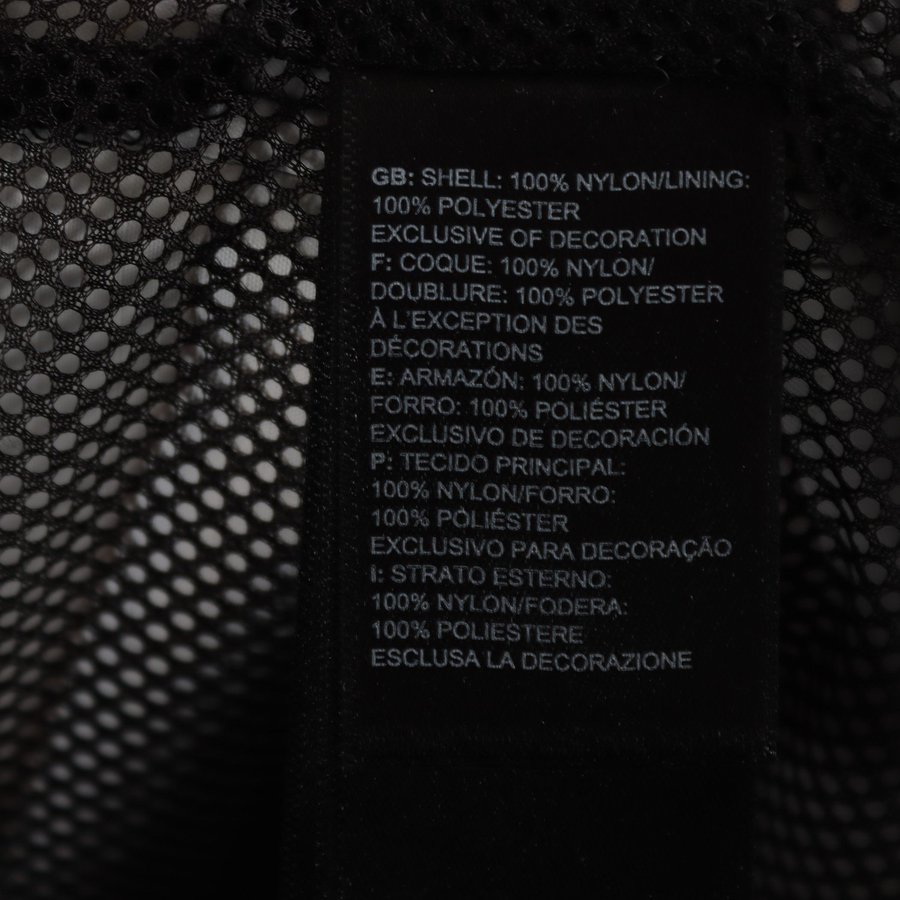 GB: SHELL: 100% NYLON/LINING:
100% POLYESTER
EXCLUSIVE OF DECORATION
F: COQUE: 100% NYLON/
DOUBLURE: 100% POLYESTER
À L'EXCEPTION DES
DÉCORATIONS
E: ARMAZÓN: 100% NYLON/
FORRO: 100% POLIÉSTER
EXCLUSIVO DE DECORACIÓN
P: TECIDO PRINCIPAL:
100% NYLON/FORRO:
100% POLIÉSTER
EXCLUSIVO PARA DECORAÇÃO
I: STRATO ESTERNO:
100% NYLON/FODERA:
100% POLIESTERE
ESCLUSA LA DECORAZIONE